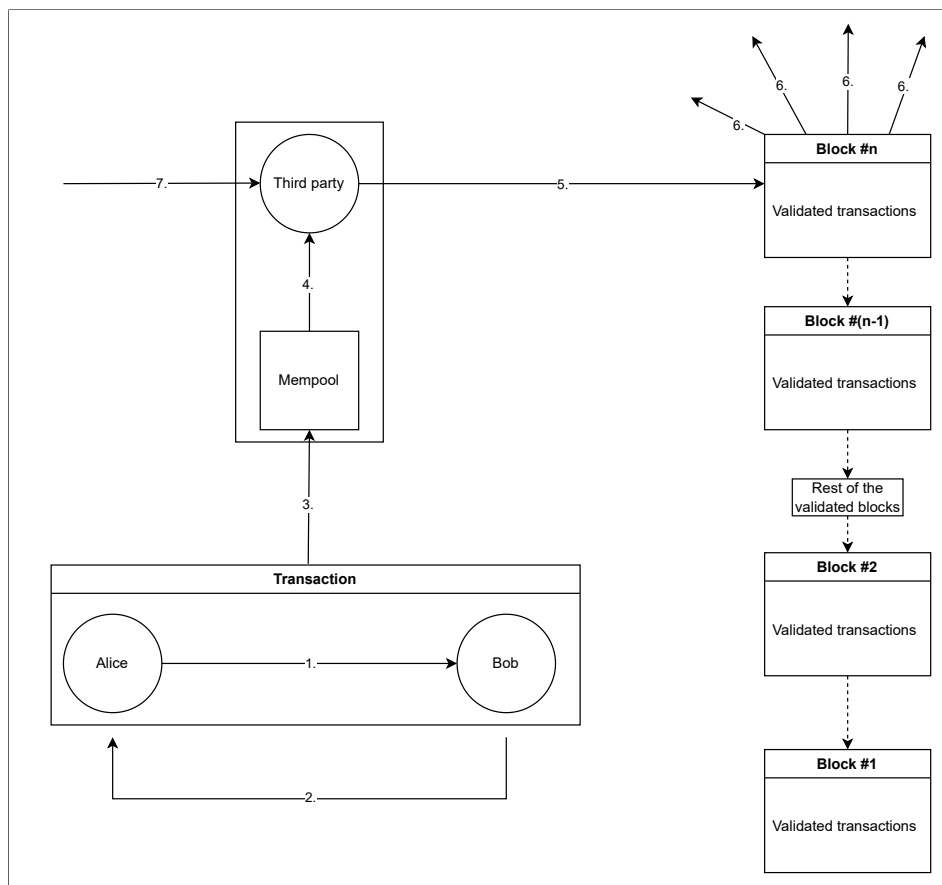 6.
6.
6.
6.
Block #n
Validated transactions
7.
Third party
5.
4.
Mempool
3.
Block #(n-1)
Validated transactions
Rest of the
validated blocks
Block #2
Validated transactions
Transaction
Alice
1.
Bob
2.
Block #1
Validated transactions